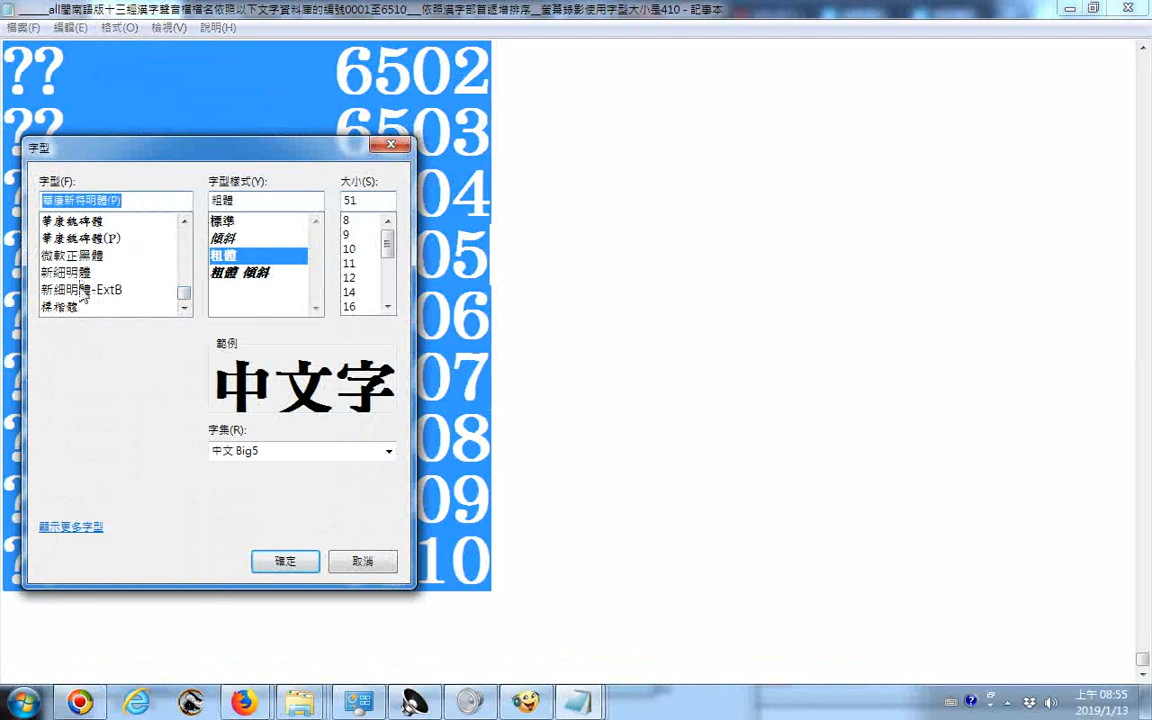 ______all閩南語版十三經漢字聲音檔檔名依照以下文字資料庫的編號0001至6510___依照漢字部首遞增排序__螢幕錄影使用字型大小是410 - 記事本
檔案(F) 編輯(E) 格式(O) 檢視(V) 說明(H)
?? 6502
?? 6503
04
05
06
07
08
09
10
字型
字型(F): 字型樣式(Y): 大小(S):
華康新特明體(P) 粗體 51
華康魏碑體
華康魏碑體(P)
微軟正黑體
新細明體
新細明體-ExtB
標楷體
標準
傾斜
粗體
粗體 傾斜
8
9
10
11
12
14
16
範例
中文字
字集(R):
中文 Big5
顯示更多字型
確定 取消
上午 08:55
2019/1/13